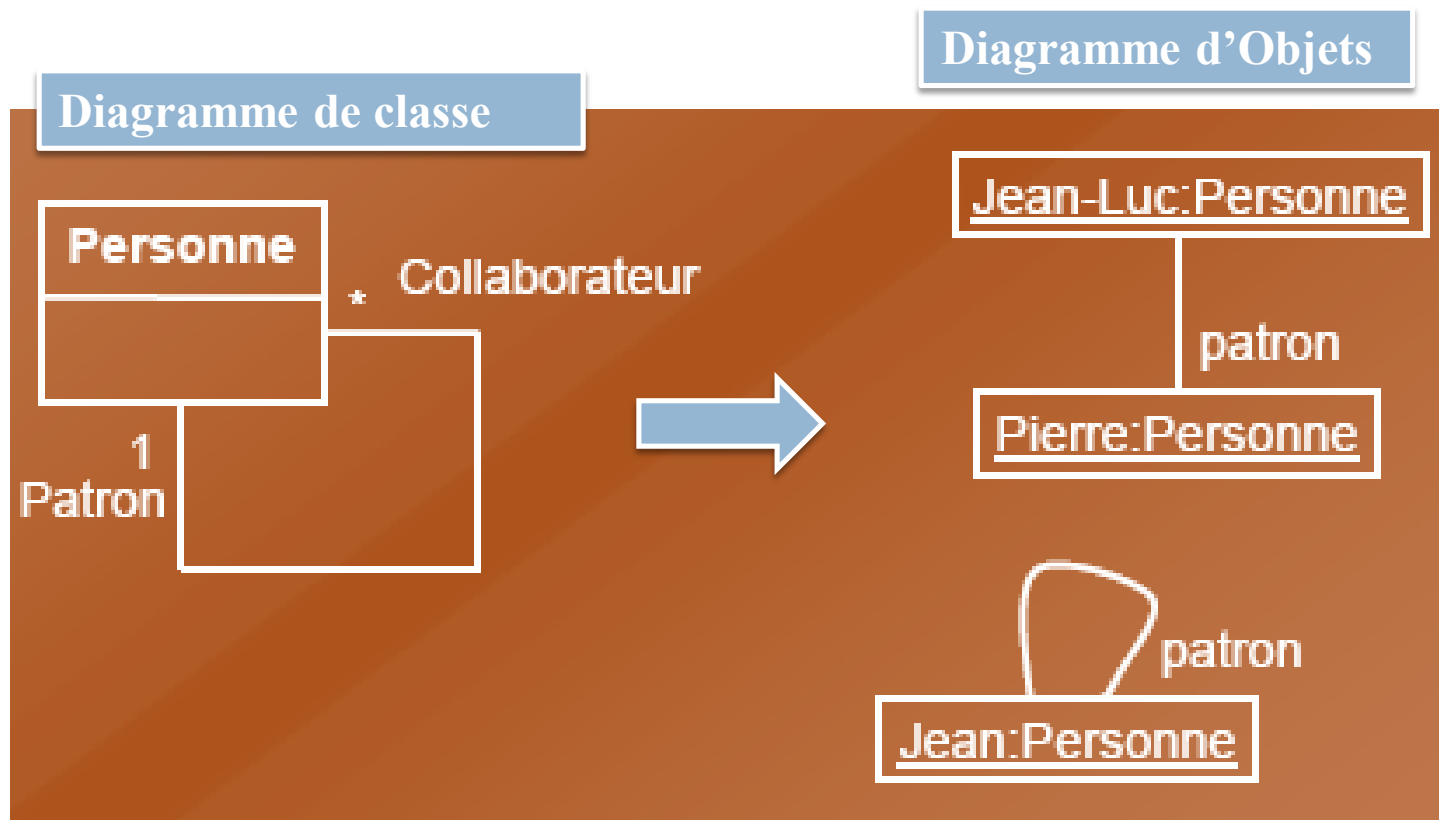 Diagramme d’Objets
Diagramme de classe
Personne
* Collaborateur
1
Patron
Jean-Luc:Personne
patron
Pierre:Personne
patron
Jean:Personne